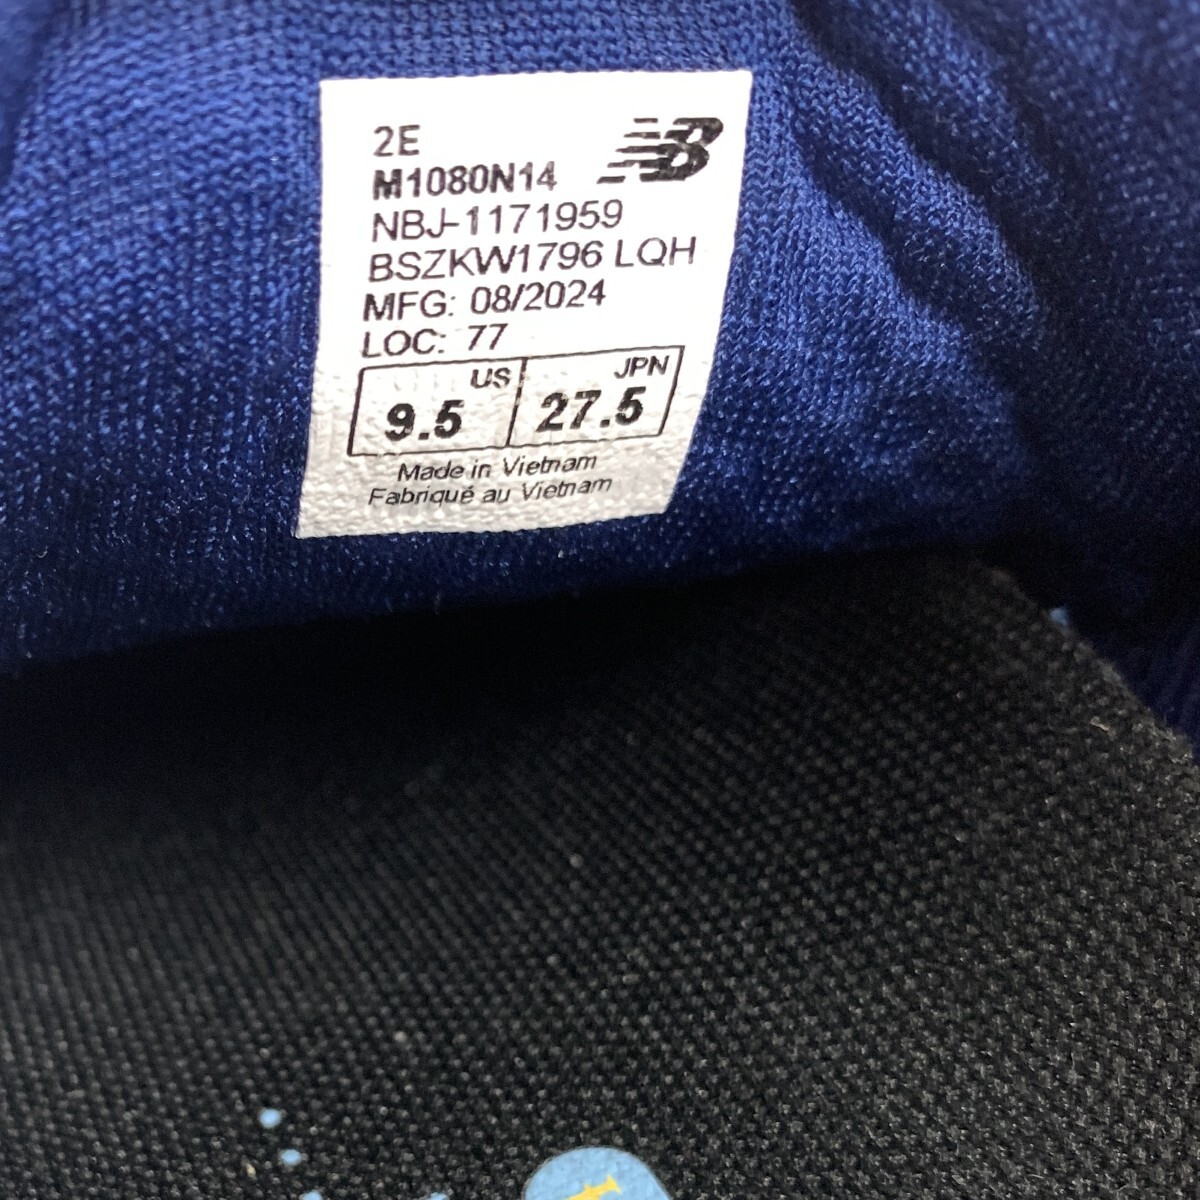 2E
M1080N14 NB
NBJ-1171959
BSZKW1796 LQH
MFG: 08/2024
LOC: 77
US JPN
9.5 27.5
Made in Vietnam
Fabriqué au Vietnam